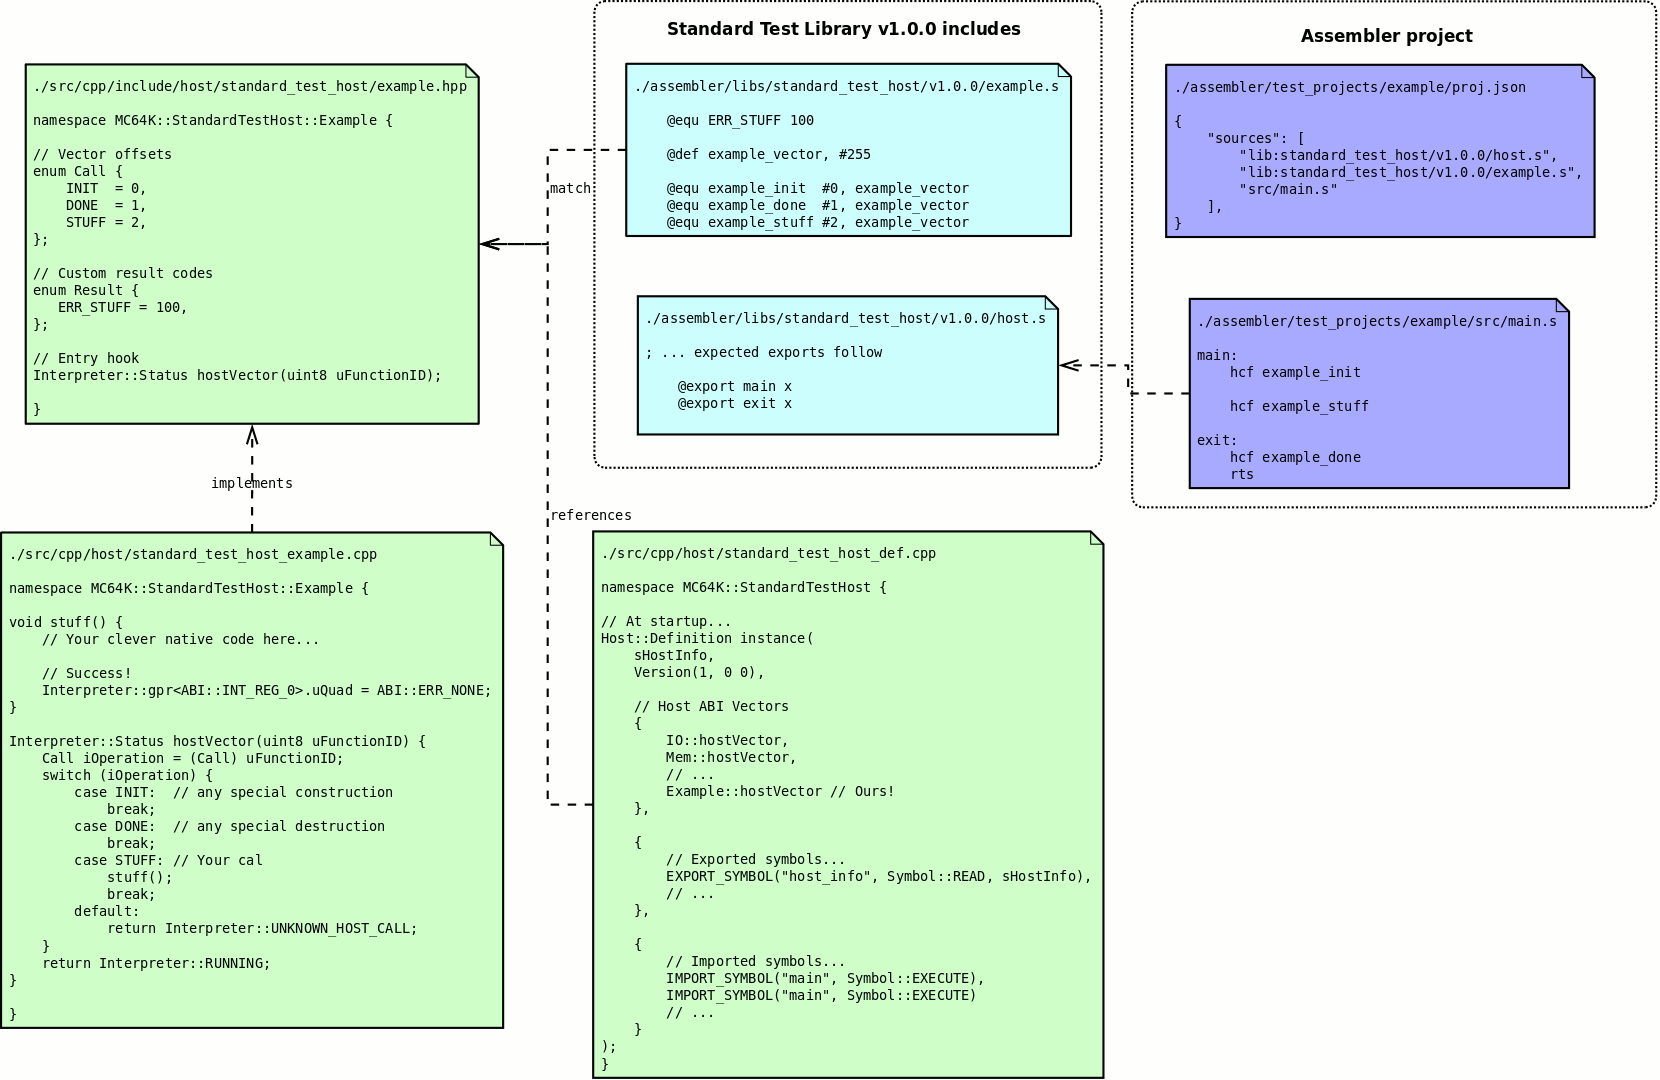 ./src/cpp/include/host/standard_test_host/example.hpp
namespace MC64K::StandardTestHost::Example {
// Vector offsets
enum Call {
    INIT  = 0,
    DONE  = 1,
    STUFF = 2,
};
// Custom result codes
enum Result {
   ERR_STUFF = 100,
};
// Entry hook
Interpreter::Status hostVector(uint8 uFunctionID);
}
match
Standard Test Library v1.0.0 includes
./assembler/libs/standard_test_host/v1.0.0/example.s
    @equ ERR_STUFF 100
    @def example_vector, #255
    @equ example_init  #0, example_vector
    @equ example_done  #1, example_vector
    @equ example_stuff #2, example_vector
./assembler/libs/standard_test_host/v1.0.0/host.s
; ... expected exports follow
    @export main x
    @export exit x
Assembler project
./assembler/test_projects/example/proj.json
{
    "sources": [
        "lib:standard_test_host/v1.0.0/host.s",
        "lib:standard_test_host/v1.0.0/example.s",
        "src/main.s"
    ],
}
./assembler/test_projects/example/src/main.s
main:
    hcf example_init
    hcf example_stuff
exit:
    hcf example_done
    rts
implements
references
./src/cpp/host/standard_test_host_example.cpp
namespace MC64K::StandardTestHost::Example {
void stuff() {
    // Your clever native code here...
    // Success!
    Interpreter::gpr<ABI::INT_REG_0>.uQuad = ABI::ERR_NONE;
}
Interpreter::Status hostVector(uint8 uFunctionID) {
    Call iOperation = (Call) uFunctionID;
    switch (iOperation) {
        case INIT:  // any special construction
            break;
        case DONE:  // any special destruction
            break;
        case STUFF: // Your cal
            stuff();
            break;
        default:
            return Interpreter::UNKNOWN_HOST_CALL;
    }
    return Interpreter::RUNNING;
}
}
./src/cpp/host/standard_test_host_def.cpp
namespace MC64K::StandardTestHost {
// At startup...
Host::Definition instance(
    sHostInfo,
    Version(1, 0 0),
    // Host ABI Vectors
    {
        IO::hostVector,
        Mem::hostVector,
        // ...
        Example::hostVector // Ours!
    },
    {
        // Exported symbols...
        EXPORT_SYMBOL("host_info", Symbol::READ, sHostInfo),
        // ...
    },
    {
        // Imported symbols...
        IMPORT_SYMBOL("main", Symbol::EXECUTE),
        IMPORT_SYMBOL("main", Symbol::EXECUTE)
        // ...
    }
);
}